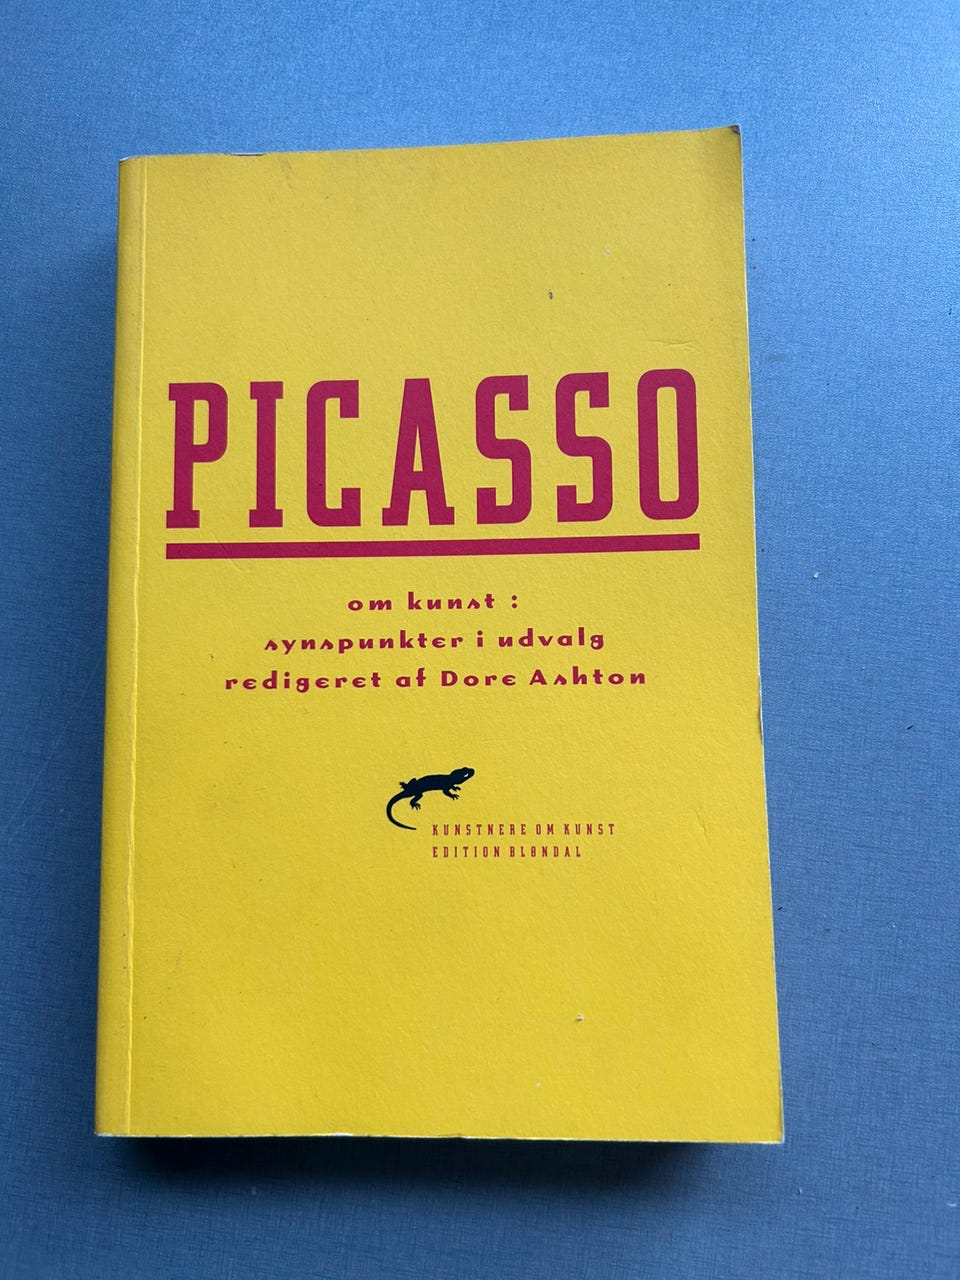 PICASSO
om kunst :
synspunkter i udvalg
redigeret af Dore Ashton
KUNSTNERE OM KUNST
EDITION BLØNDAL